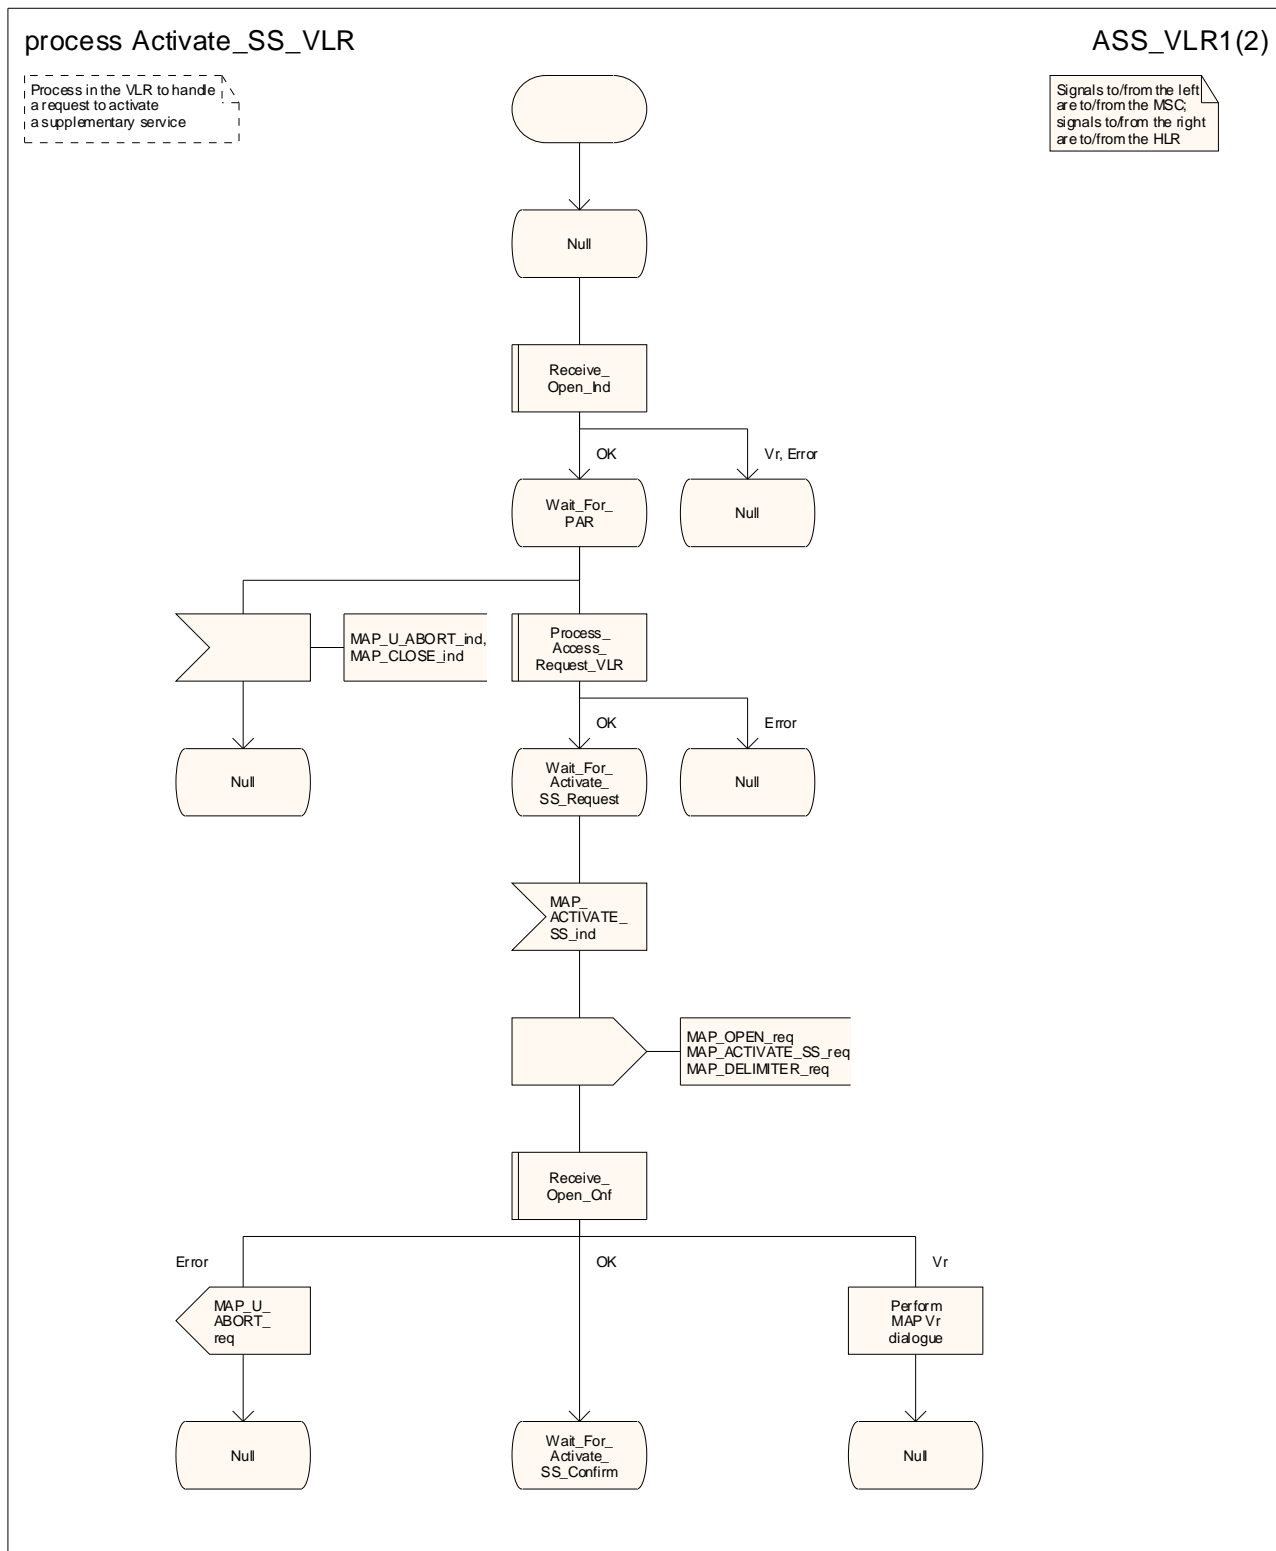 process Activate_SS_VLR
ASS_VLR1(2)
Process in the VLR to handle
a request to activate
a supplementary service
Signals to/from the left
are to/from the MSC;
signals to/from the right
are to/from the HLR
Null
Receive_
Open_Ind
OK
Vr, Error
Wait_For_
PAR
Null
MAP_U_ABORT_ind,
MAP_CLOSE_ind
Process_
Access_
Request_VLR
OK
Error
Null
Wait_For_
Activate_
SS_Request
Null
MAP_
ACTIVATE_
SS_ind
MAP_OPEN_req
MAP_ACTIVATE_SS_req
MAP_DELIMITER_req
Receive_
Open_Cnf
Error
OK
Vr
MAP_U_
ABORT_
req
Perform
MAP Vr
dialogue
Null
Wait_For_
Activate_
SS_Confirm
Null